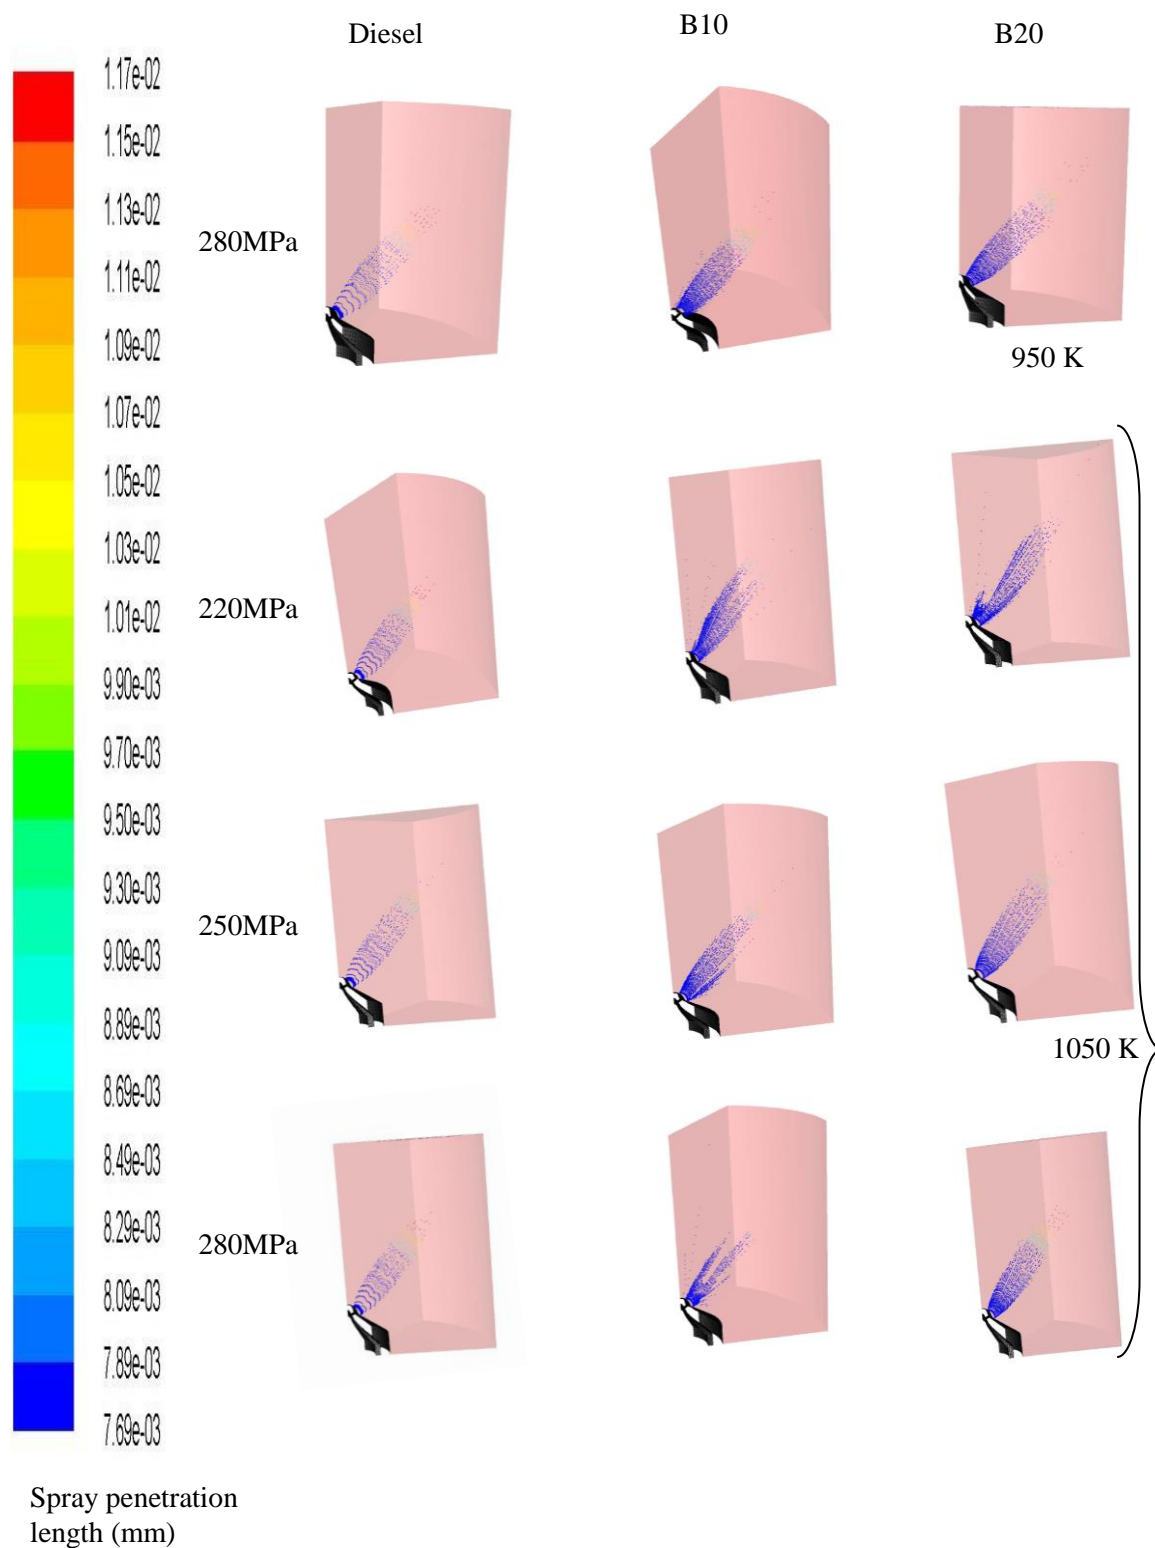 Diesel
B10
B20
1.17e-02
1.15e-02
1.13e-02
1.11e-02
1.09e-02
1.07e-02
1.05e-02
1.03e-02
1.01e-02
9.90e-03
9.70e-03
9.50e-03
9.30e-03
9.09e-03
8.89e-03
8.69e-03
8.49e-03
8.29e-03
8.09e-03
7.89e-03
7.69e-03
280MPa
950 K
220MPa
250MPa
1050 K
280MPa
Spray penetration
length (mm)